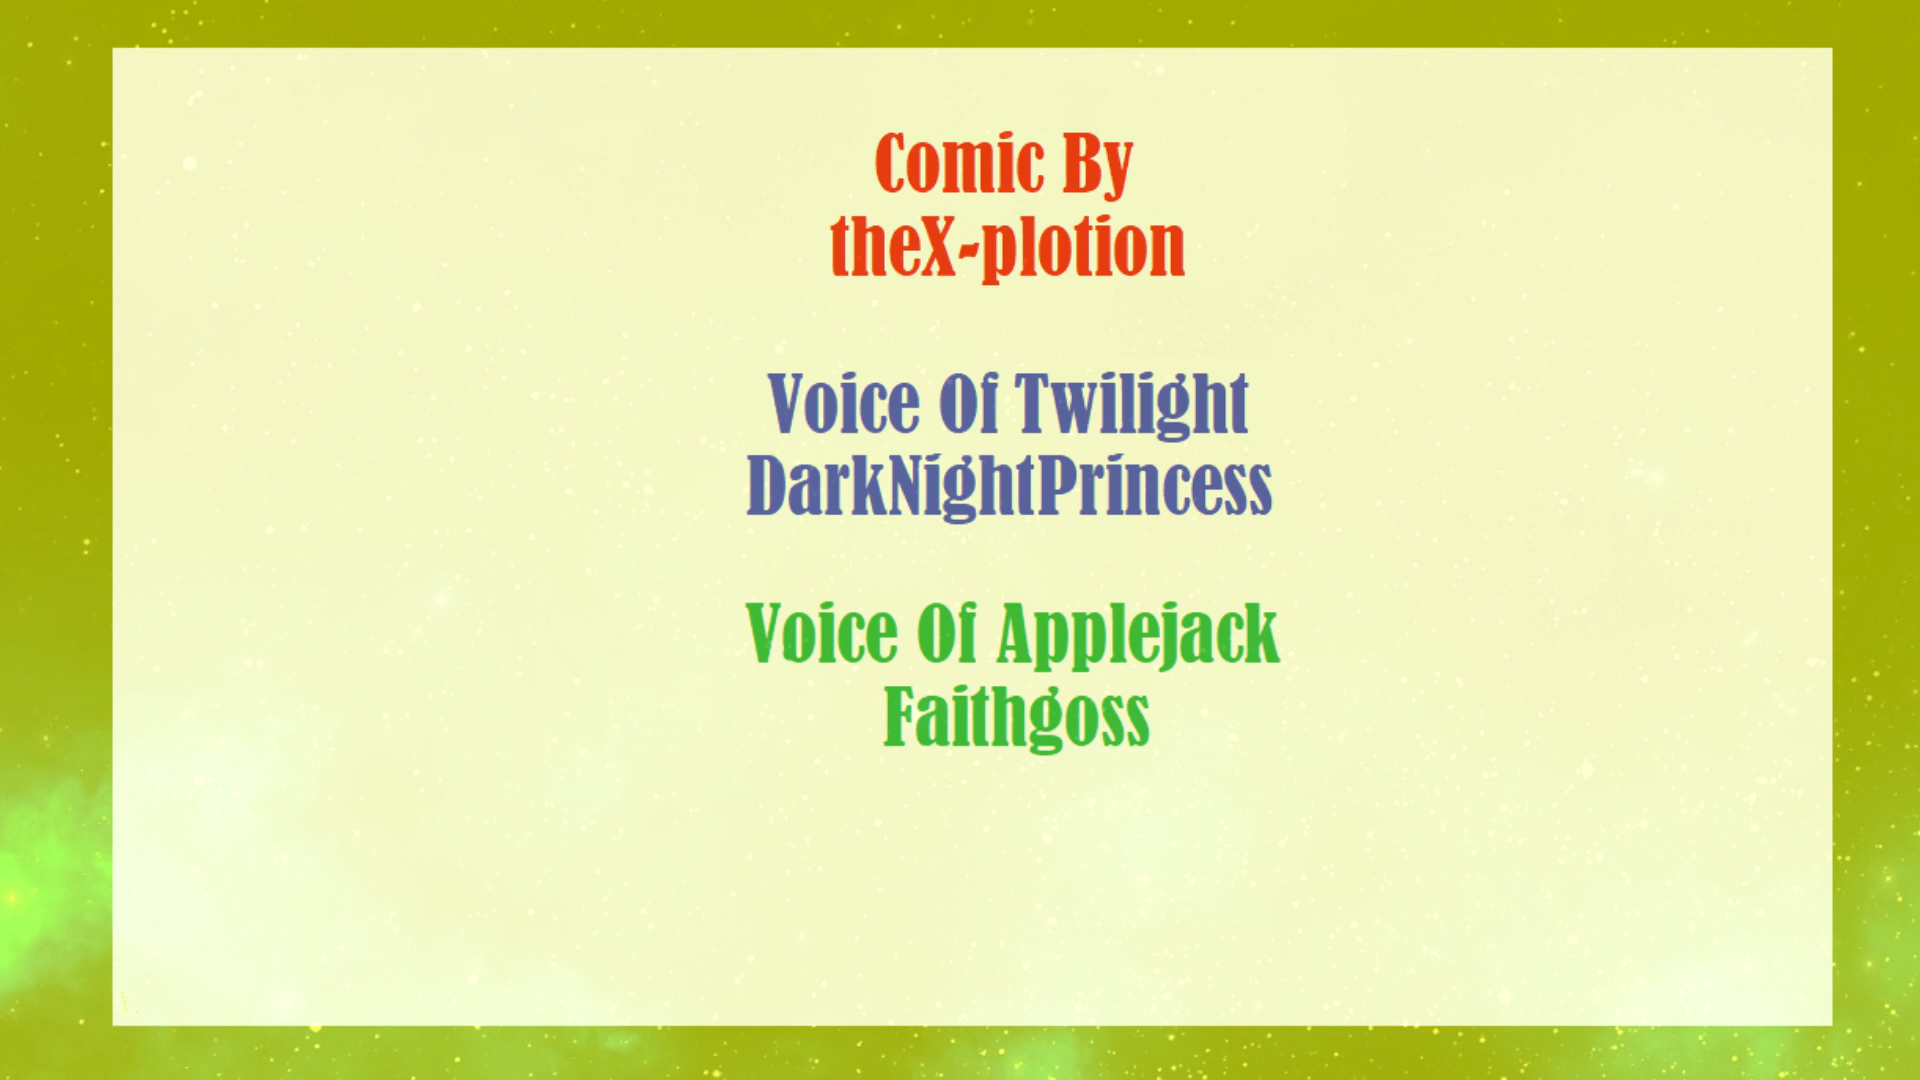 Comic By
theX-plotion
Voice Of Twilight
DarkNightPrincess
Voice Of Applejack
Faithgoss